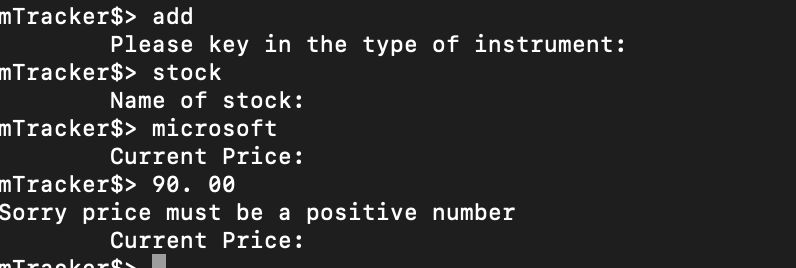 mTracker$> add
Please key in the type of instrument:
mTracker$> stock
Name of stock:
mTracker$> microsoft
Current Price:
mTracker$> 90. 00
Sorry price must be a positive number
Current Price:
mTracker$>